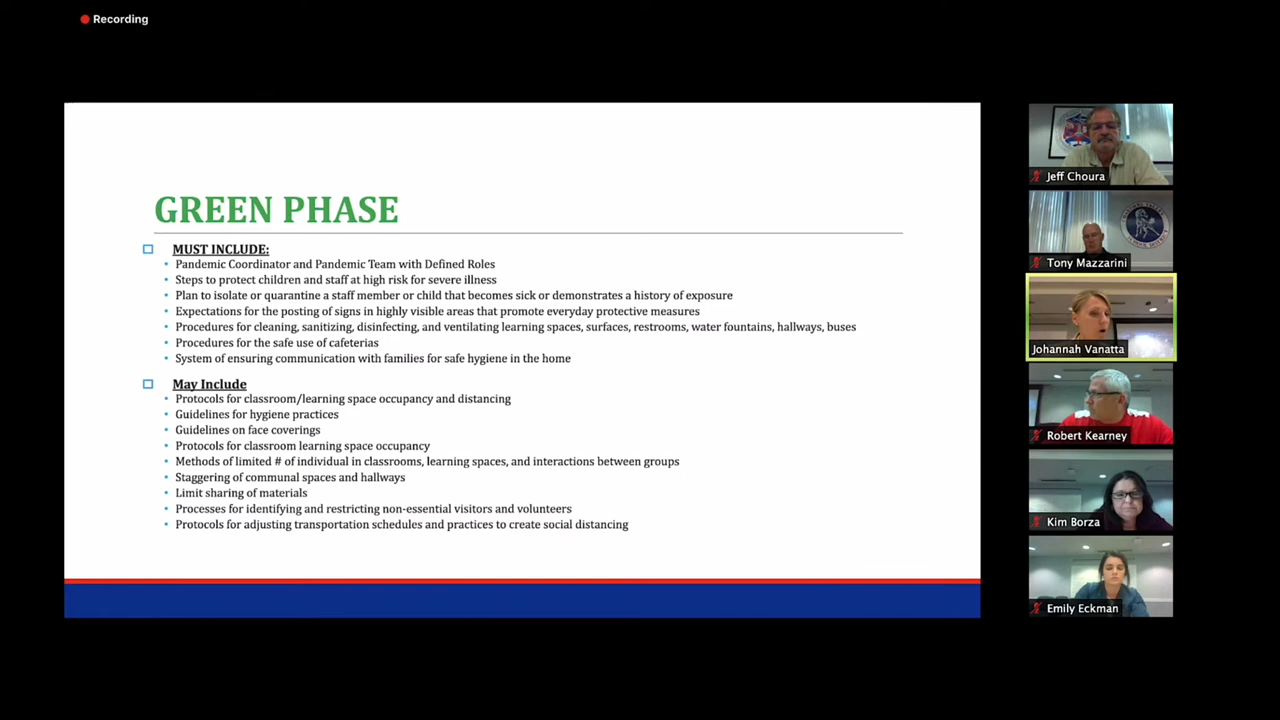 Recording
GREEN PHASE
MUST INCLUDE:
• Pandemic Coordinator and Pandemic Team with Defined Roles
• Steps to protect children and staff at high risk for severe illness
• Plan to isolate or quarantine a staff member or child that becomes sick or demonstrates a history of exposure
• Expectations for the posting of signs in highly visible areas that promote everyday protective measures
• Procedures for cleaning, sanitizing, disinfecting, and ventilating learning spaces, surfaces, restrooms, water fountains, hallways, buses
• Procedures for the safe use of cafeterias
• System of ensuring communication with families for safe hygiene in the home
May Include
• Protocols for classroom/learning space occupancy and distancing
• Guidelines for hygiene practices
• Guidelines on face coverings
• Protocols for classroom learning space occupancy
• Methods of limited # of individual in classrooms, learning spaces, and interactions between groups
• Staggering of communal spaces and hallways
• Limit sharing of materials
• Processes for identifying and restricting non-essential visitors and volunteers
• Protocols for adjusting transportation schedules and practices to create social distancing
Jeff Choura
Tony Mazzarini
Johannah Vanatta
Robert Kearney
Kim Borza
Emily Eckman